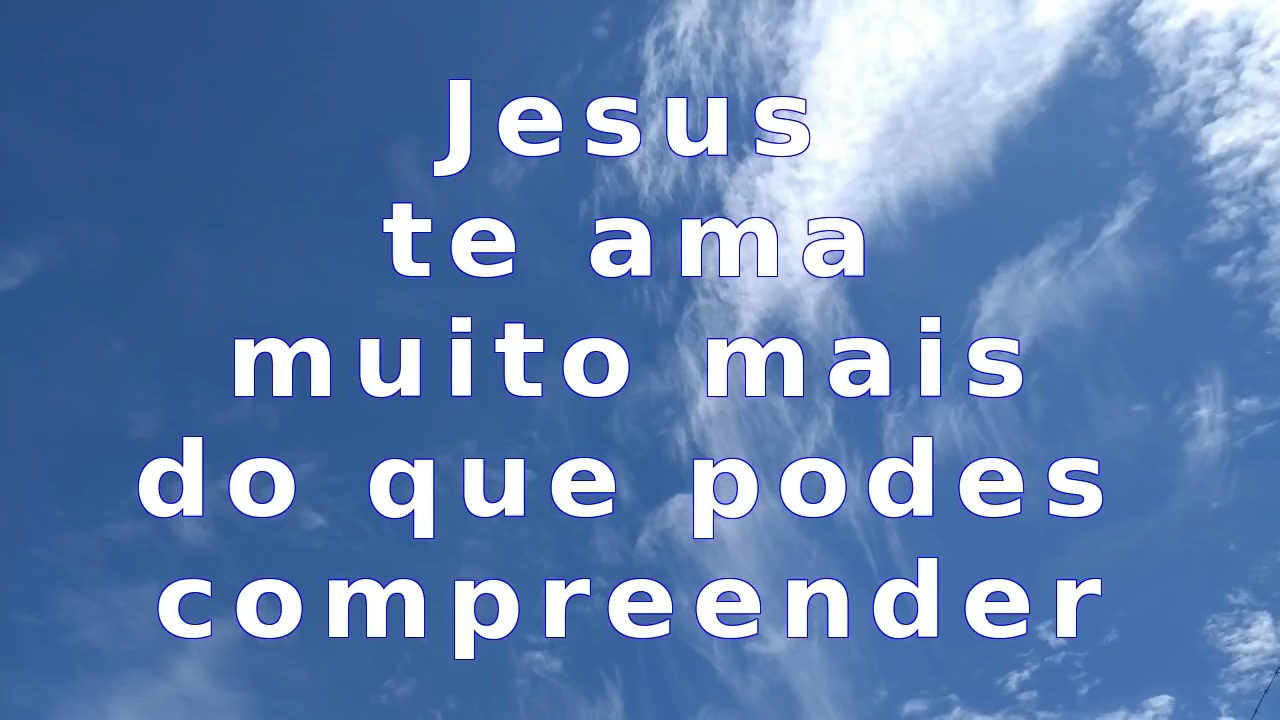 Jesus
te ama
muito mais
do que podes
compreender